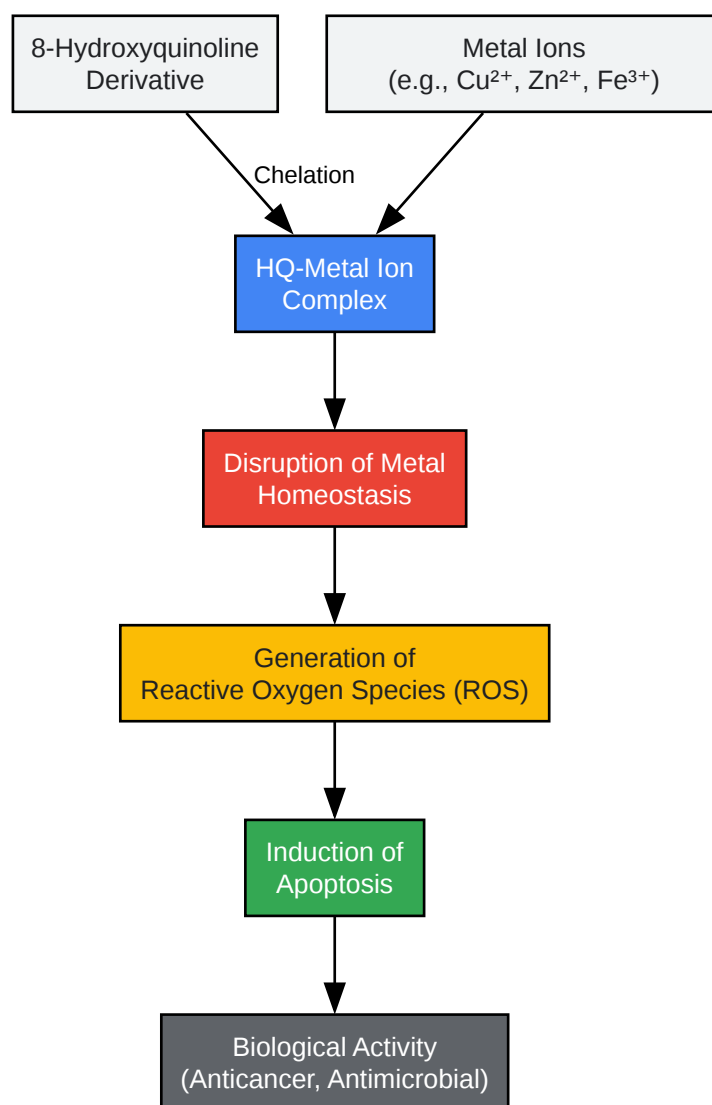 8-Hydroxyquinoline
Derivative
Metal Ions
(e.g., Cu²⁺, Zn²⁺, Fe³⁺)
Chelation
HQ-Metal Ion
Complex
Disruption of Metal
Homeostasis
Generation of
Reactive Oxygen Species (ROS)
Induction of
Apoptosis
Biological Activity
(Anticancer, Antimicrobial)